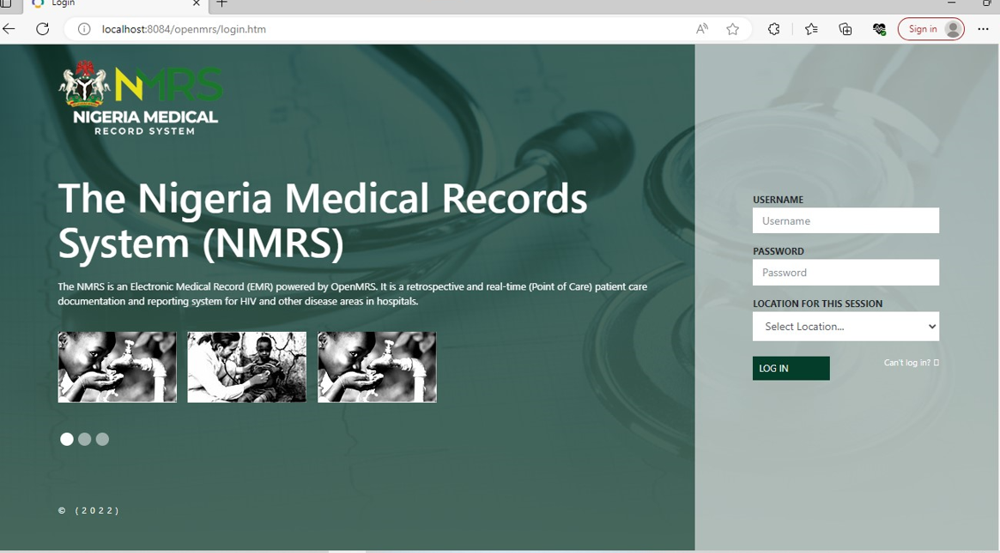 Login
localhost:8084/openmrs/login.htm
Sign in
NMRS
NIGERIA MEDICAL
RECORD SYSTEM
The Nigeria Medical Records
System (NMRS)
The NMRS is an Electronic Medical Record (EMR) powered by OpenMRS. It is a retrospective and real-time (Point of Care) patient care
documentation and reporting system for HIV and other disease areas in hospitals.
© (2022)
USERNAME
Username
PASSWORD
Password
LOCATION FOR THIS SESSION
Select Location...
LOG IN
Can't log in?